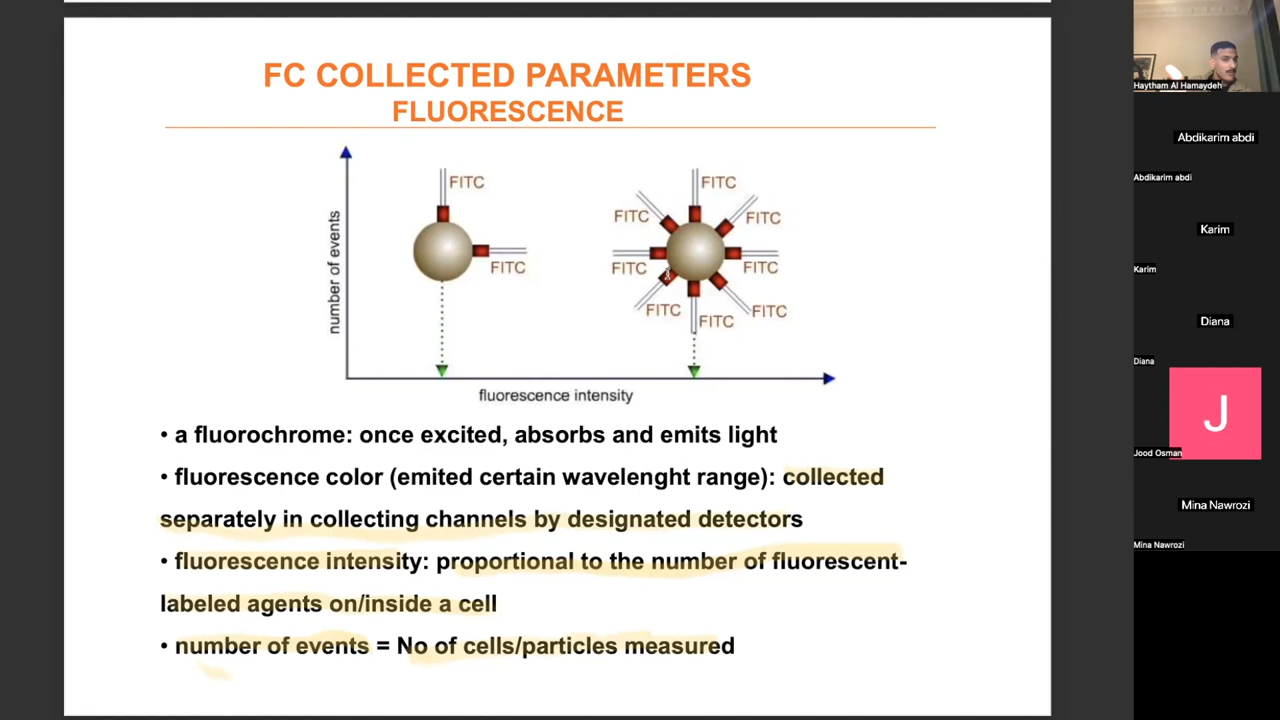 FC COLLECTED PARAMETERS
FLUORESCENCE
number of events
FITC
FITC
FITC
FITC
FITC
FITC
FITC
FITC
FITC
FITC
fluorescence intensity
• a fluorochrome: once excited, absorbs and emits light
• fluorescence color (emited certain wavelenght range): collected
separately in collecting channels by designated detectors
• fluorescence intensity: proportional to the number of fluorescent-
labeled agents on/inside a cell
• number of events = No of cells/particles measured
Haytham Al Hamaydeh
Abdikarim abdi
Abdikarim abdi
Karim
Karim
Diana
Diana
J
Jood Osman
Mina Nawrozi
Mina Nawrozi